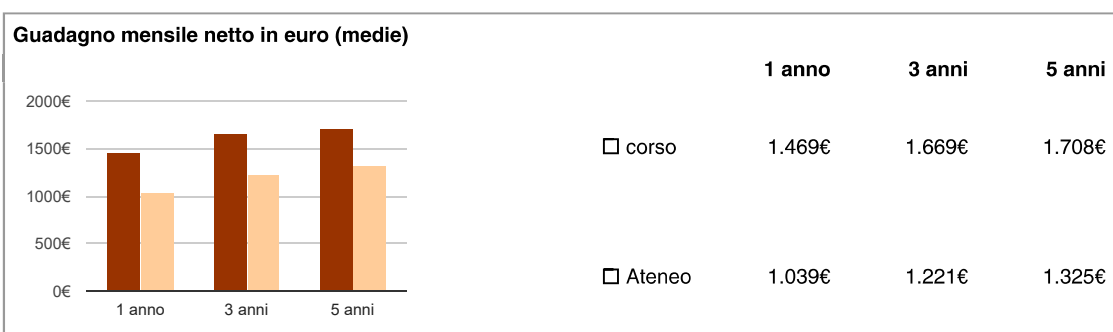 Guadagno mensile netto in euro (medie)
1 anno 3 anni 5 anni
2000€
1500€
1000€
500€
0€
1 anno 3 anni 5 anni
corso 1.469€ 1.669€ 1.708€
Ateneo 1.039€ 1.221€ 1.325€